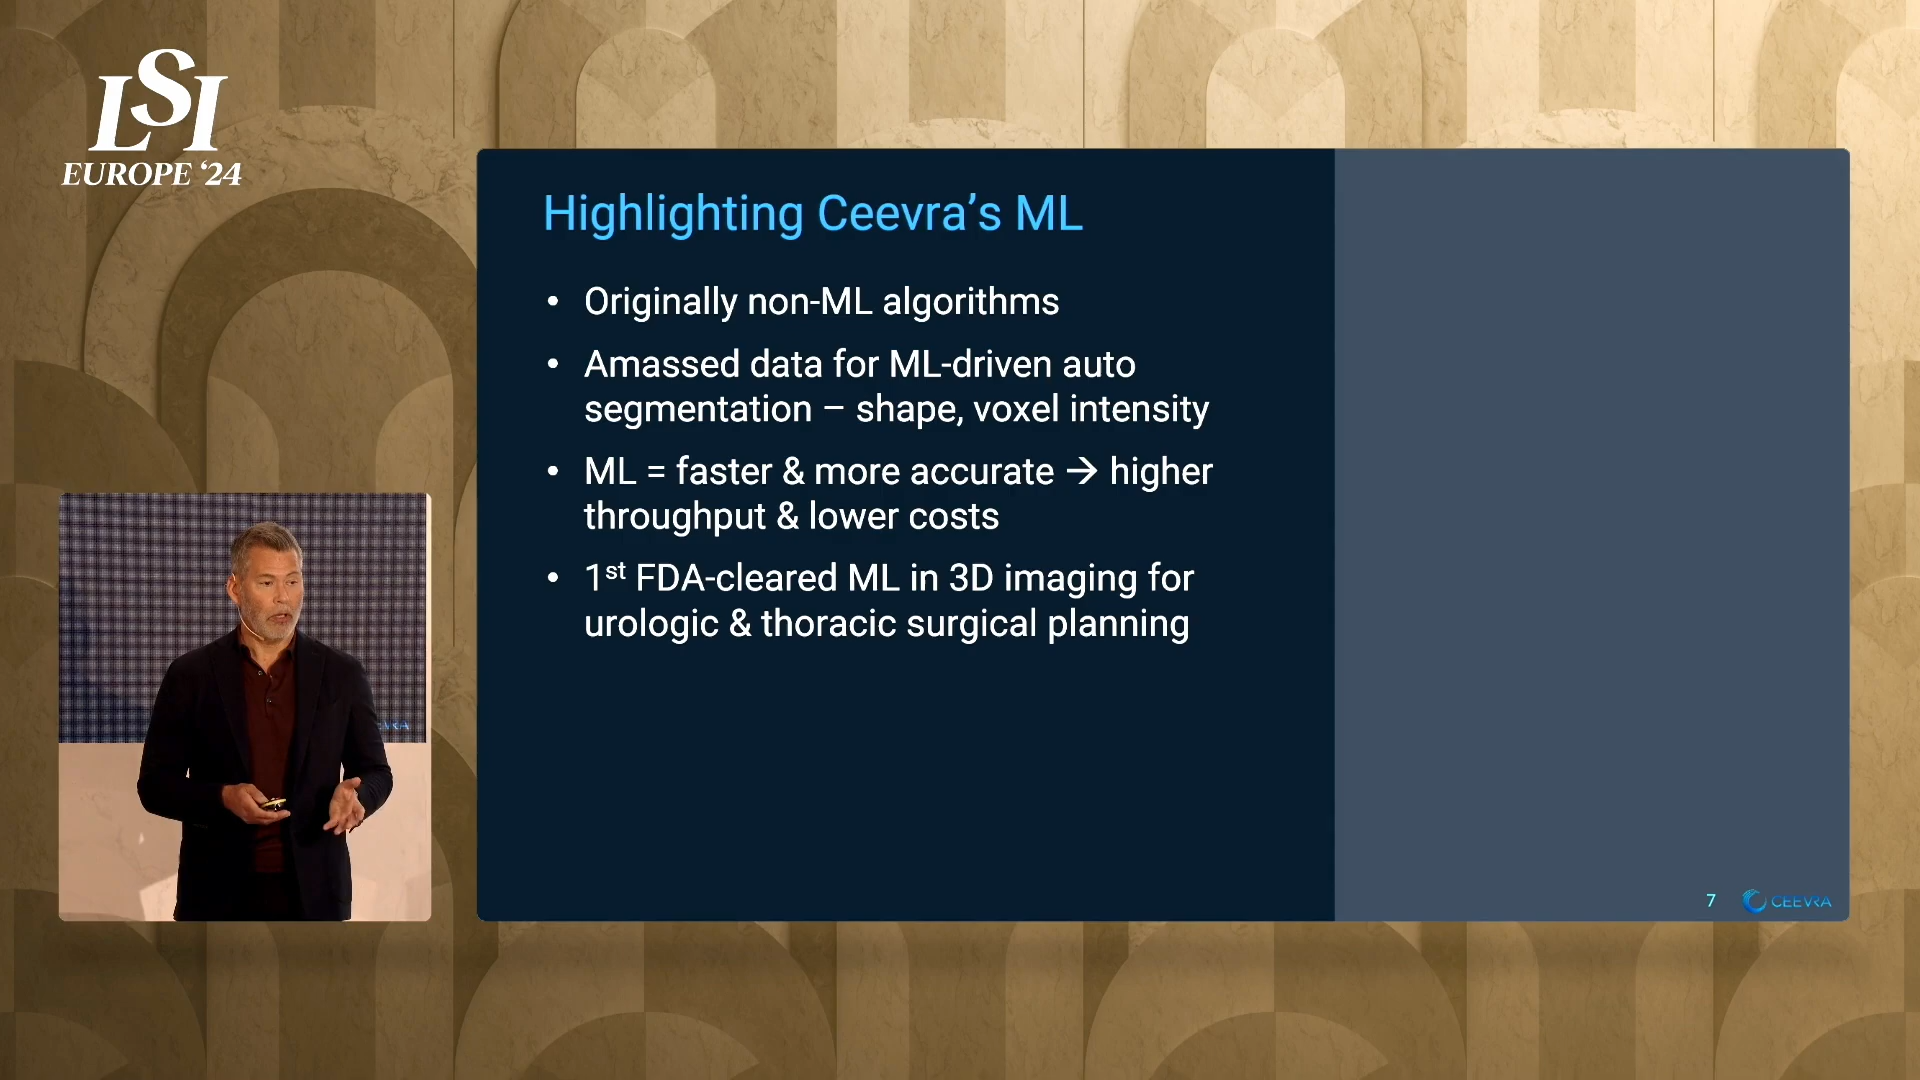 LSI
EUROPE ‘24
Highlighting Ceevra’s ML
• Originally non-ML algorithms
• Amassed data for ML-driven auto
segmentation – shape, voxel intensity
• ML = faster & more accurate → higher
throughput & lower costs
• 1st FDA-cleared ML in 3D imaging for
urologic & thoracic surgical planning
7 CEEVRA